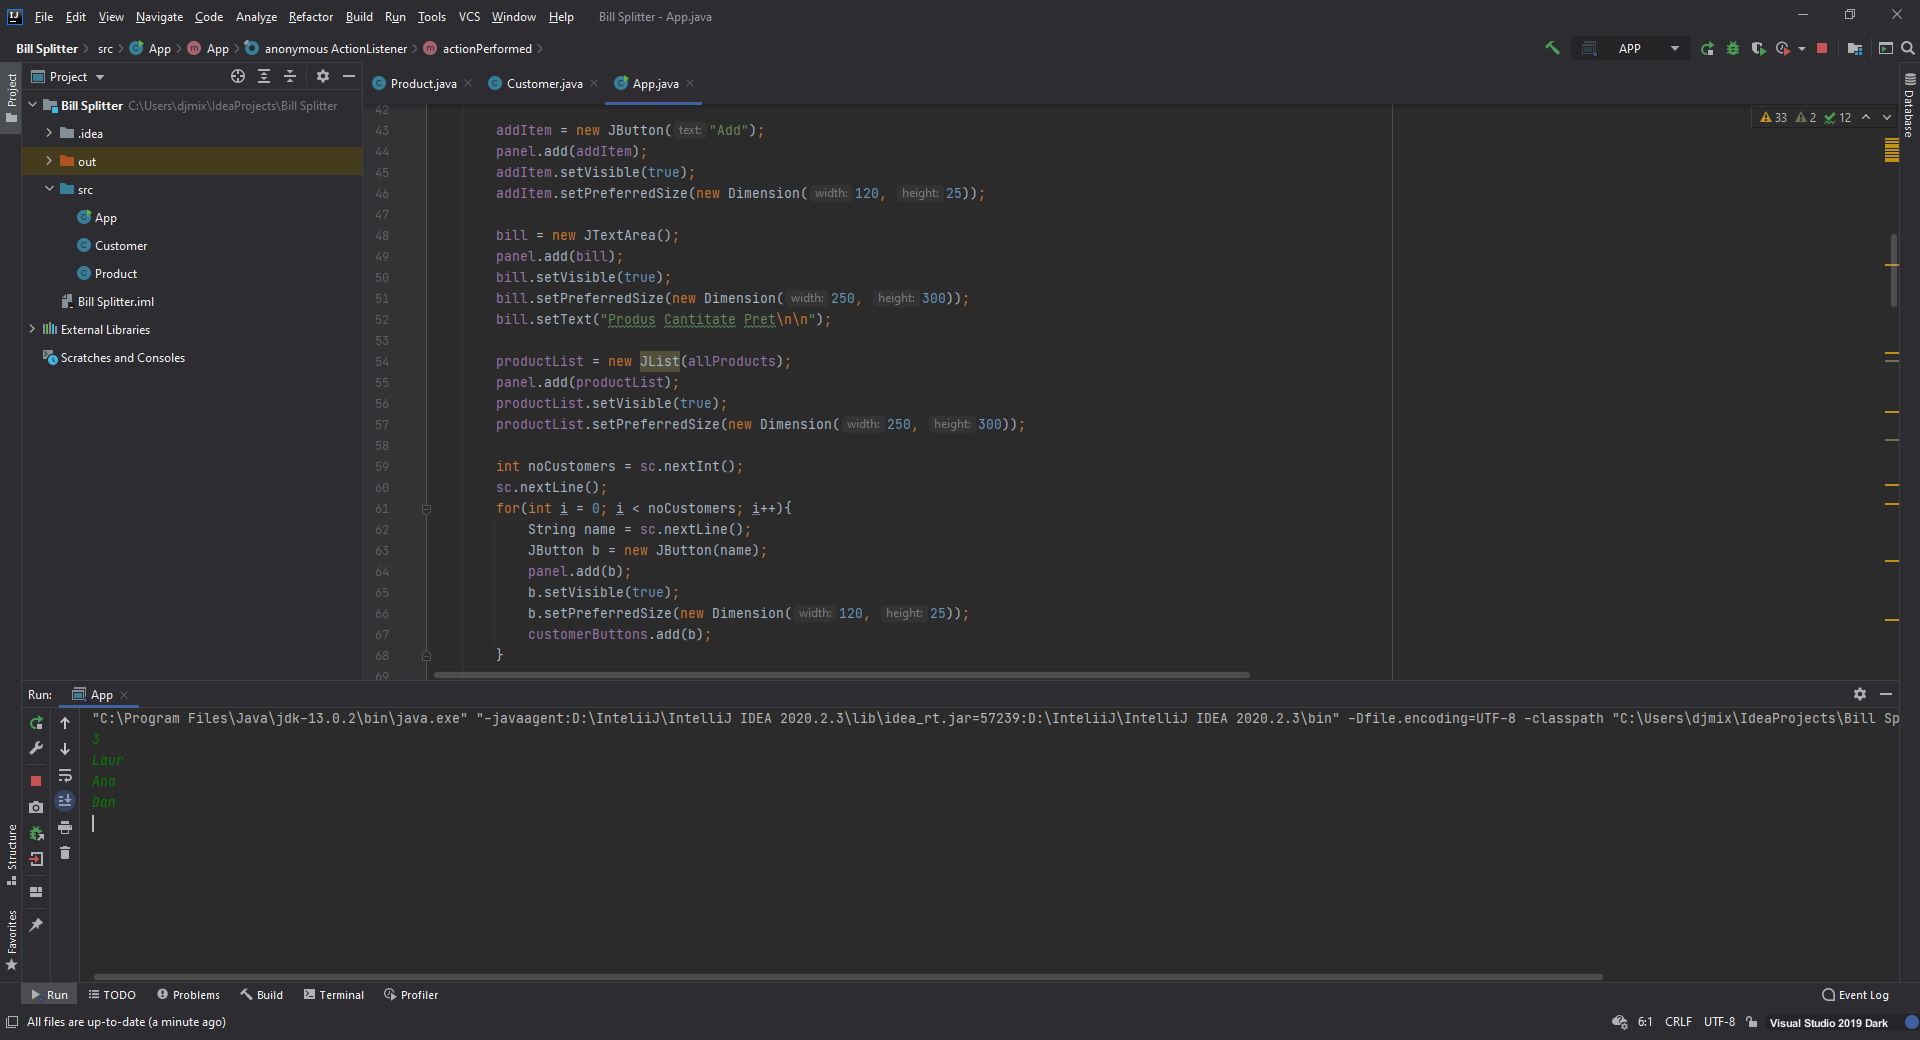 File Edit View Navigate Code Analyze Refactor Build Run Tools VCS Window Help Bill Splitter - App.java
Bill Splitter src App App anonymous ActionListener actionPerformed APP
Project
Product.java Customer.java App.java
Bill Splitter C:\Users\djmix\IdeaProjects\Bill Splitter
.idea
out
src
App
Customer
Product
Bill Splitter.iml
External Libraries
Scratches and Consoles
33 2 12
42
43 addItem = new JButton( text: "Add");
44 panel.add(addItem);
45 addItem.setVisible(true);
46 addItem.setPreferredSize(new Dimension( width: 120, height: 25));
47
48 bill = new JTextArea();
49 panel.add(bill);
50 bill.setVisible(true);
51 bill.setPreferredSize(new Dimension( width: 250, height: 300));
52 bill.setText("Produs Cantitate Pret\n\n");
53
54 productList = new JList(allProducts);
55 panel.add(productList);
56 productList.setVisible(true);
57 productList.setPreferredSize(new Dimension( width: 250, height: 300));
58
59 int noCustomers = sc.nextInt();
60 sc.nextLine();
61 for(int i = 0; i < noCustomers; i++){
62 String name = sc.nextLine();
63 JButton b = new JButton(name);
64 panel.add(b);
65 b.setVisible(true);
66 b.setPreferredSize(new Dimension( width: 120, height: 25));
67 customerButtons.add(b);
68 }
69
Project
Database
Structure
Favorites
Run: App
"C:\Program Files\Java\jdk-13.0.2\bin\java.exe" "-javaagent:D:\InteliiJ\IntelliJ IDEA 2020.2.3\lib\idea_rt.jar=57239:D:\InteliiJ\IntelliJ IDEA 2020.2.3\bin" -Dfile.encoding=UTF-8 -classpath "C:\Users\djmix\IdeaProjects\Bill Sp
3
Laur
Ana
Dan
Run TODO Problems Build Terminal Profiler Event Log
All files are up-to-date (a minute ago) 6:1 CRLF UTF-8 Visual Studio 2019 Dark